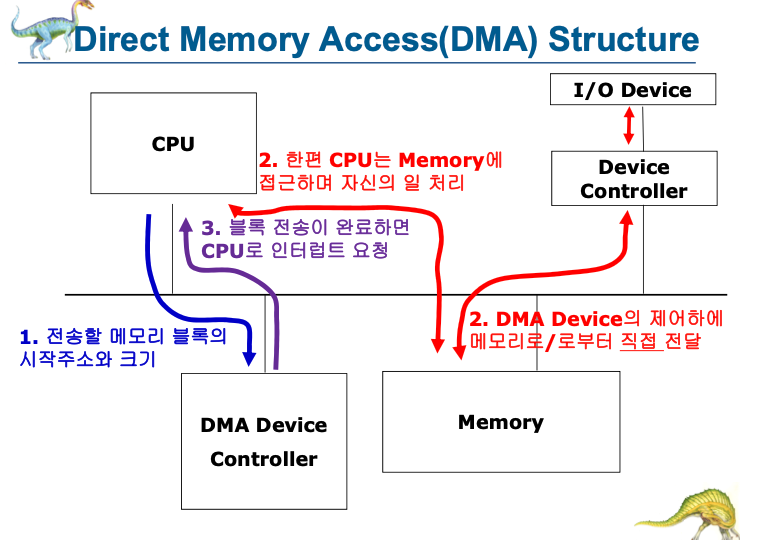 Direct Memory Access(DMA) Structure
I/O Device
CPU
2. 한편 CPU는 Memory에
접근하며 자신의 일 처리
Device
Controller
3. 블록 전송이 완료하면
CPU로 인터럽트 요청
1. 전송할 메모리 블록의
시작주소와 크기
2. DMA Device의 제어하에
메모리로/로부터 직접 전달
DMA Device
Controller
Memory